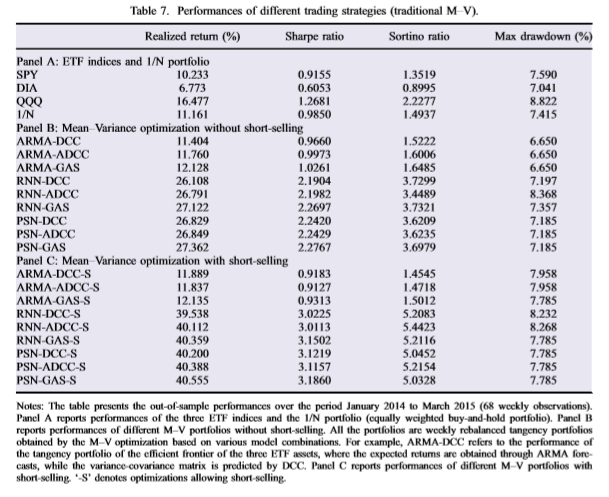 Table 7. Performances of different trading strategies (traditional M–V).
Realized return (%) Sharpe ratio Sortino ratio Max drawdown (%)
Panel A: ETF indices and 1/N portfolio
SPY 10.233 0.9155 1.3519 7.590
DIA 6.773 0.6053 0.8995 7.041
QQQ 16.477 1.2681 2.2277 8.822
1/N 11.161 0.9850 1.4937 7.415
Panel B: Mean–Variance optimization without short-selling
ARMA-DCC 11.404 0.9660 1.5222 6.650
ARMA-ADCC 11.760 0.9973 1.6006 6.650
ARMA-GAS 12.128 1.0261 1.6485 6.650
RNN-DCC 26.108 2.1904 3.7299 7.197
RNN-ADCC 26.791 2.1982 3.4489 8.368
RNN-GAS 27.122 2.2697 3.7321 7.357
PSN-DCC 26.829 2.2420 3.6209 7.185
PSN-ADCC 26.849 2.2429 3.6235 7.185
PSN-GAS 27.362 2.2767 3.6979 7.185
Panel C: Mean–Variance optimization with short-selling
ARMA-DCC-S 11.889 0.9183 1.4545 7.958
ARMA-ADCC-S 11.837 0.9127 1.4718 7.958
ARMA-GAS-S 12.135 0.9313 1.5012 7.785
RNN-DCC-S 39.538 3.0225 5.2083 8.232
RNN-ADCC-S 40.112 3.0113 5.4423 8.268
RNN-GAS-S 40.359 3.1502 5.2116 7.785
PSN-DCC-S 40.200 3.1219 5.0452 7.785
PSN-ADCC-S 40.388 3.1157 5.2154 7.785
PSN-GAS-S 40.555 3.1860 5.0328 7.785
Notes: The table presents the out-of-sample performances over the period January 2014 to March 2015 (68 weekly observations).
Panel A reports performances of the three ETF indices and the 1/N portfolio (equally weighted buy-and-hold portfolio). Panel B
reports performances of different M–V portfolios without short-selling. All the portfolios are weekly rebalanced tangency portfolios
obtained by the M–V optimization based on various model combinations. For example, ARMA-DCC refers to the performance of
the tangency portfolio of the efficient frontier of the three ETF assets, where the expected returns are obtained through ARMA fore-
casts, while the variance-covariance matrix is predicted by DCC. Panel C reports performances of different M–V portfolios with
short-selling. '-S' denotes optimizations allowing short-selling.